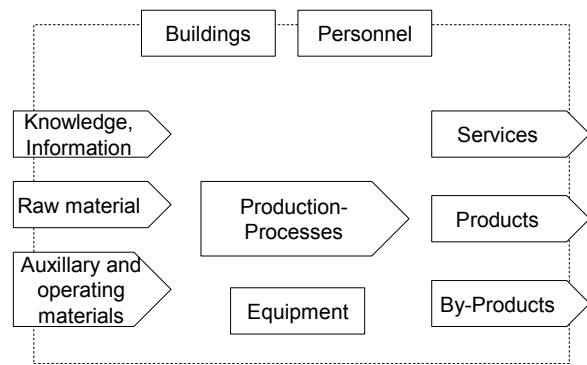 Buildings
Personnel
Knowledge,
Information
Services
Raw material
Production-
Processes
Products
Auxillary and
operating
materials
Equipment
By-Products